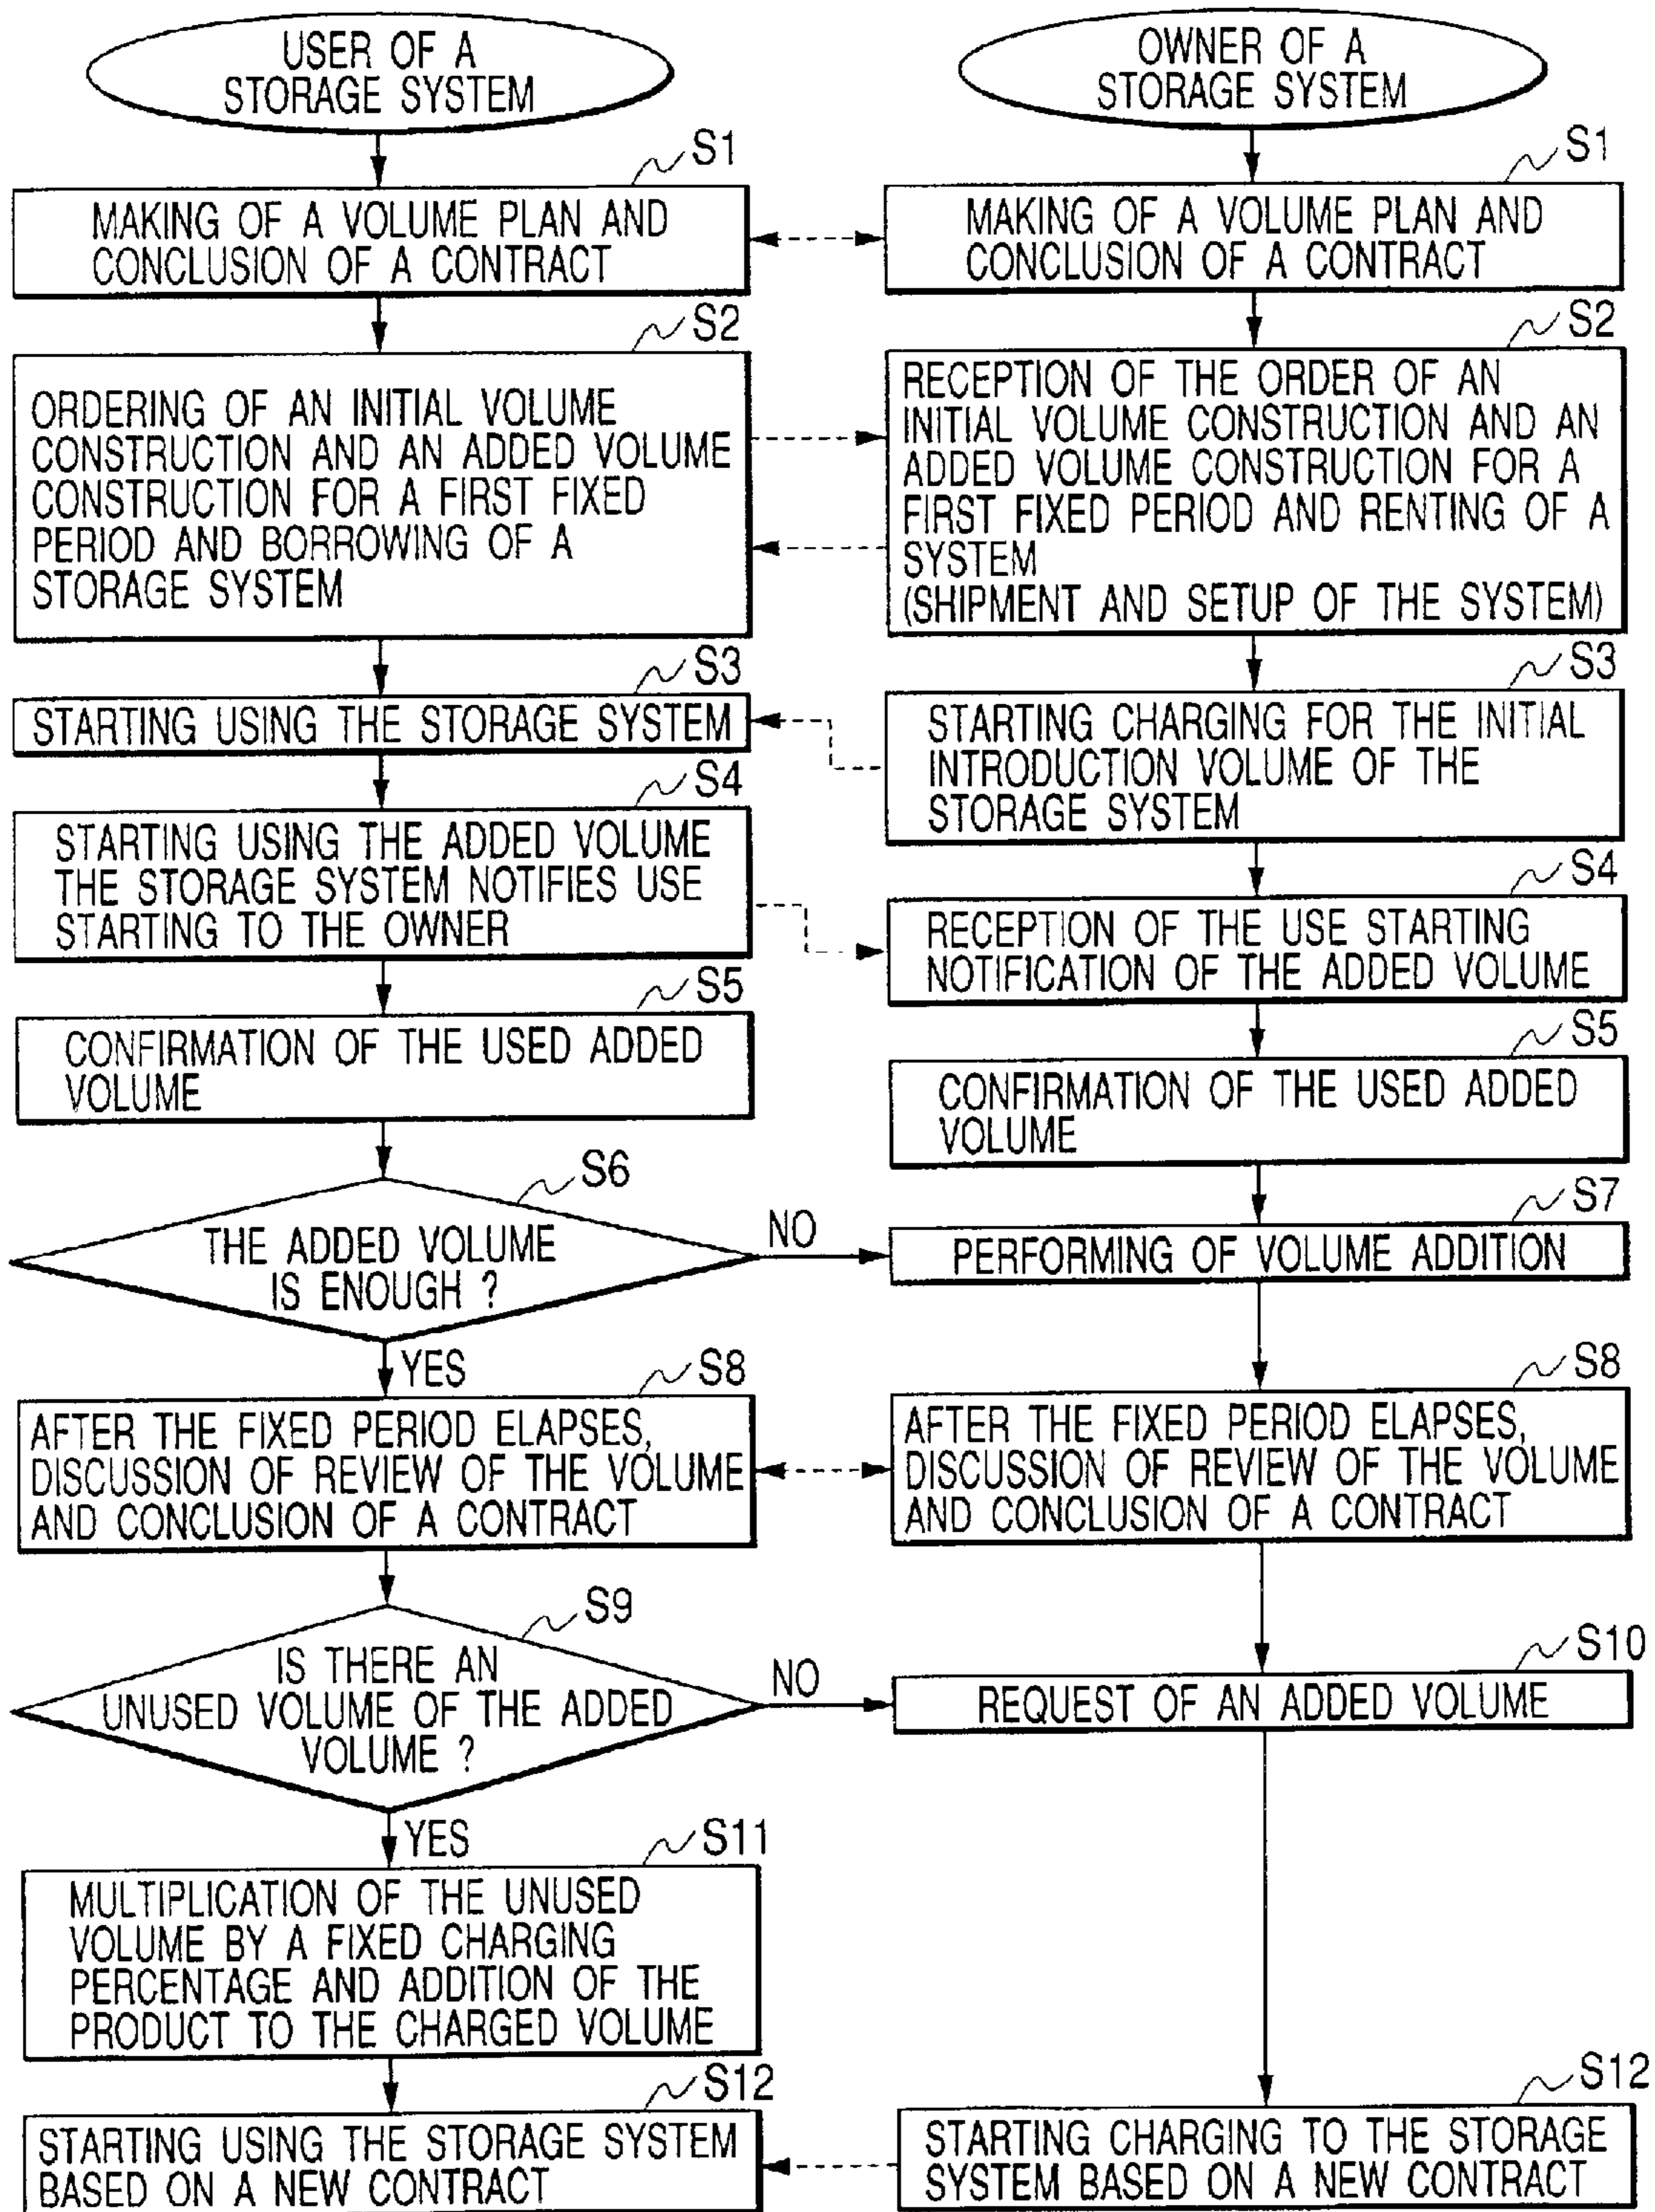 USER OF A
STORAGE SYSTEM
OWNER OF A
STORAGE SYSTEM
S1
MAKING OF A VOLUME PLAN AND
CONCLUSION OF A CONTRACT
S1
MAKING OF A VOLUME PLAN AND
CONCLUSION OF A CONTRACT
S2
ORDERING OF AN INITIAL VOLUME
CONSTRUCTION AND AN ADDED VOLUME
CONSTRUCTION FOR A FIRST FIXED
PERIOD AND BORROWING OF A
STORAGE SYSTEM
S2
RECEPTION OF THE ORDER OF AN
INITIAL VOLUME CONSTRUCTION AND AN
ADDED VOLUME CONSTRUCTION FOR A
FIRST FIXED PERIOD AND RENTING OF A
SYSTEM
(SHIPMENT AND SETUP OF THE SYSTEM)
S3
STARTING USING THE STORAGE SYSTEM
S3
STARTING CHARGING FOR THE INITIAL
INTRODUCTION VOLUME OF THE
STORAGE SYSTEM
S4
STARTING USING THE ADDED VOLUME
THE STORAGE SYSTEM NOTIFIES USE
STARTING TO THE OWNER
S4
RECEPTION OF THE USE STARTING
NOTIFICATION OF THE ADDED VOLUME
S5
CONFIRMATION OF THE USED ADDED
VOLUME
S5
CONFIRMATION OF THE USED ADDED
VOLUME
S6
THE ADDED VOLUME
IS ENOUGH ?
NO
YES
S7
PERFORMING OF VOLUME ADDITION
S8
AFTER THE FIXED PERIOD ELAPSES,
DISCUSSION OF REVIEW OF THE VOLUME
AND CONCLUSION OF A CONTRACT
S8
AFTER THE FIXED PERIOD ELAPSES,
DISCUSSION OF REVIEW OF THE VOLUME
AND CONCLUSION OF A CONTRACT
S9
IS THERE AN
UNUSED VOLUME OF THE ADDED
VOLUME ?
NO
YES
S10
REQUEST OF AN ADDED VOLUME
S11
MULTIPLICATION OF THE UNUSED
VOLUME BY A FIXED CHARGING
PERCENTAGE AND ADDITION OF THE
PRODUCT TO THE CHARGED VOLUME
S12
STARTING USING THE STORAGE SYSTEM
BASED ON A NEW CONTRACT
S12
STARTING CHARGING TO THE STORAGE
SYSTEM BASED ON A NEW CONTRACT